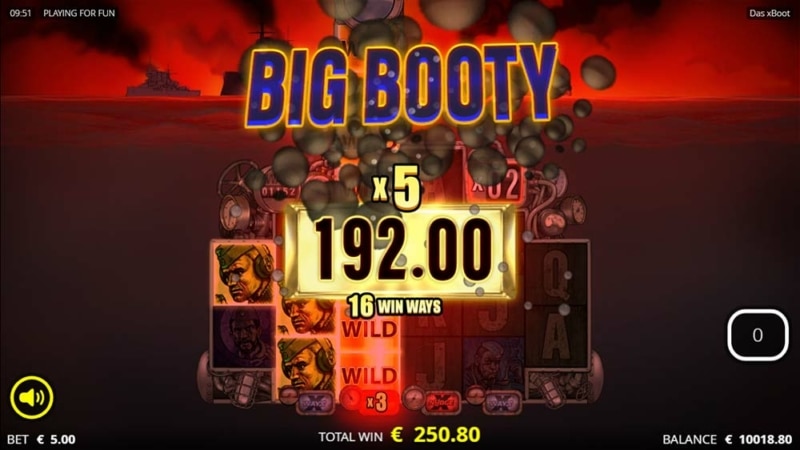 09:51 PLAYING FOR FUN
Das xBoot
BIG BOOTY
x5
192.00
16 WIN WAYS
WILD
WILD
J
Q
A
x3
0
BET € 5.00
TOTAL WIN € 250.80
BALANCE € 10018.80